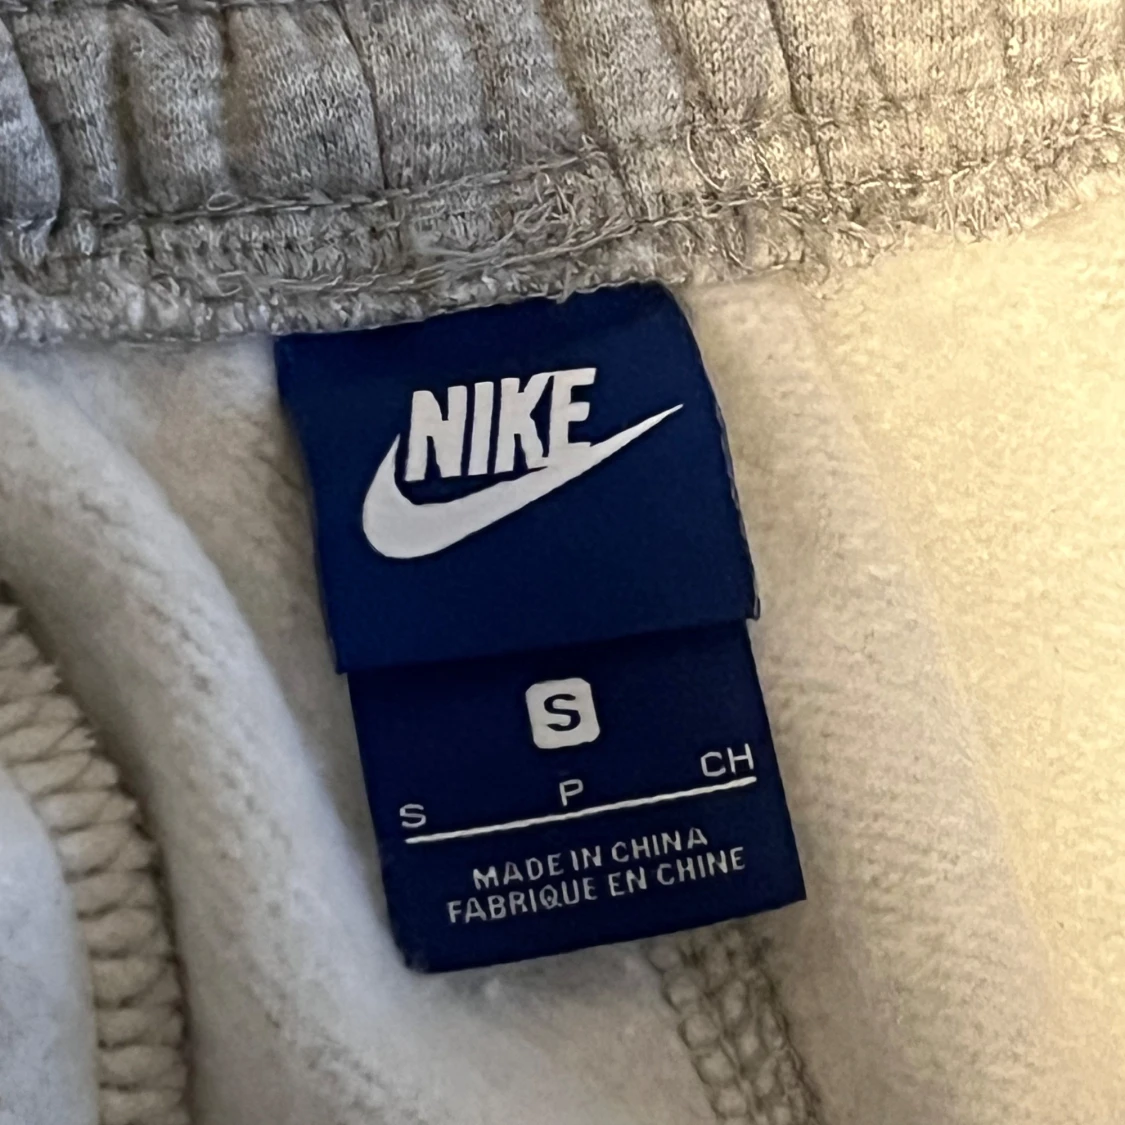 NIKE
S
S P CH
MADE IN CHINA
FABRIQUE EN CHINE